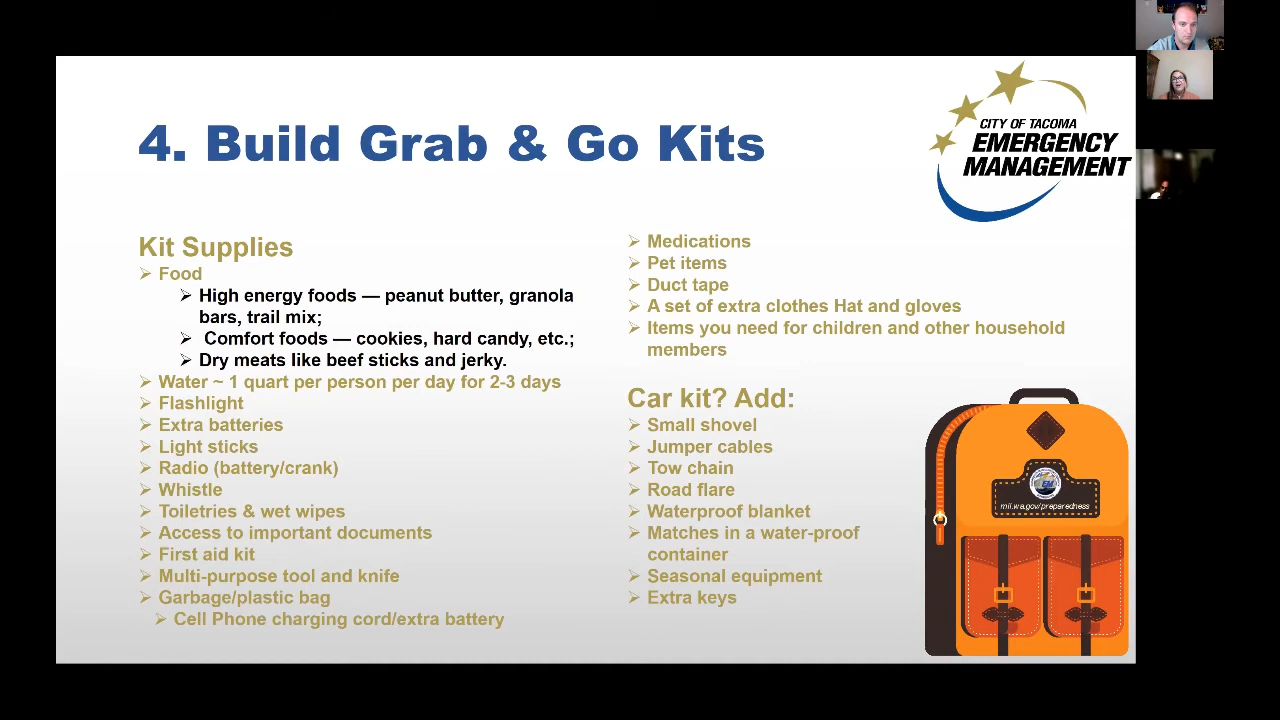 4. Build Grab & Go Kits
CITY OF TACOMA
EMERGENCY
MANAGEMENT
Kit Supplies
➢ Food
➢ High energy foods — peanut butter, granola
bars, trail mix;
➢ Comfort foods — cookies, hard candy, etc.;
➢ Dry meats like beef sticks and jerky.
➢ Water ~ 1 quart per person per day for 2-3 days
➢ Flashlight
➢ Extra batteries
➢ Light sticks
➢ Radio (battery/crank)
➢ Whistle
➢ Toiletries & wet wipes
➢ Access to important documents
➢ First aid kit
➢ Multi-purpose tool and knife
➢ Garbage/plastic bag
➢ Cell Phone charging cord/extra battery
➢ Medications
➢ Pet items
➢ Duct tape
➢ A set of extra clothes Hat and gloves
➢ Items you need for children and other household
members
Car kit? Add:
➢ Small shovel
➢ Jumper cables
➢ Tow chain
➢ Road flare
➢ Waterproof blanket
➢ Matches in a water-proof
container
➢ Seasonal equipment
➢ Extra keys
mil.wa.gov/preparedness